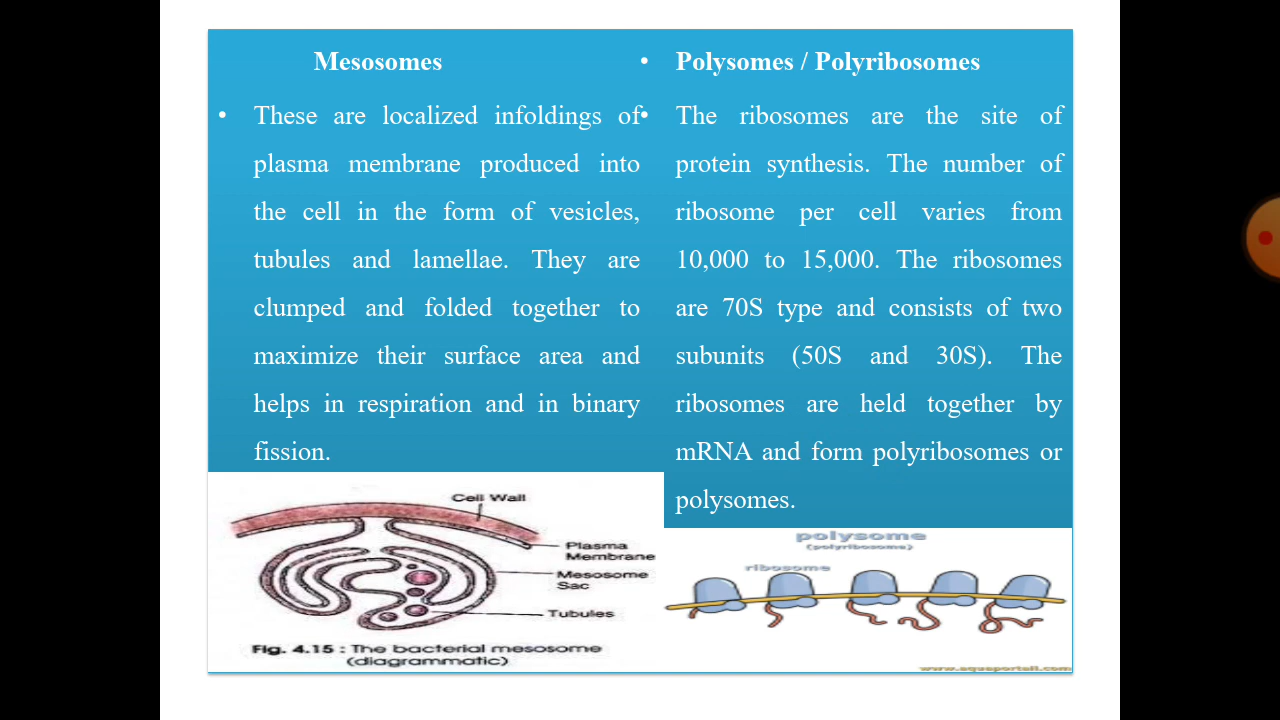 Mesosomes
• These are localized infoldings of
plasma membrane produced into
the cell in the form of vesicles,
tubules and lamellae. They are
clumped and folded together to
maximize their surface area and
helps in respiration and in binary
fission.
Cell Wall
Plasma
Membrane
Mesosome
Sac
Tubules
Fig. 4.15 : The bacterial mesosome
(diagrammatic)
• Polysomes / Polyribosomes
• The ribosomes are the site of
protein synthesis. The number of
ribosome per cell varies from
10,000 to 15,000. The ribosomes
are 70S type and consists of two
subunits (50S and 30S). The
ribosomes are held together by
mRNA and form polyribosomes or
polysomes.
polysome
(polyribosome)
ribosome
www.aquaportail.com